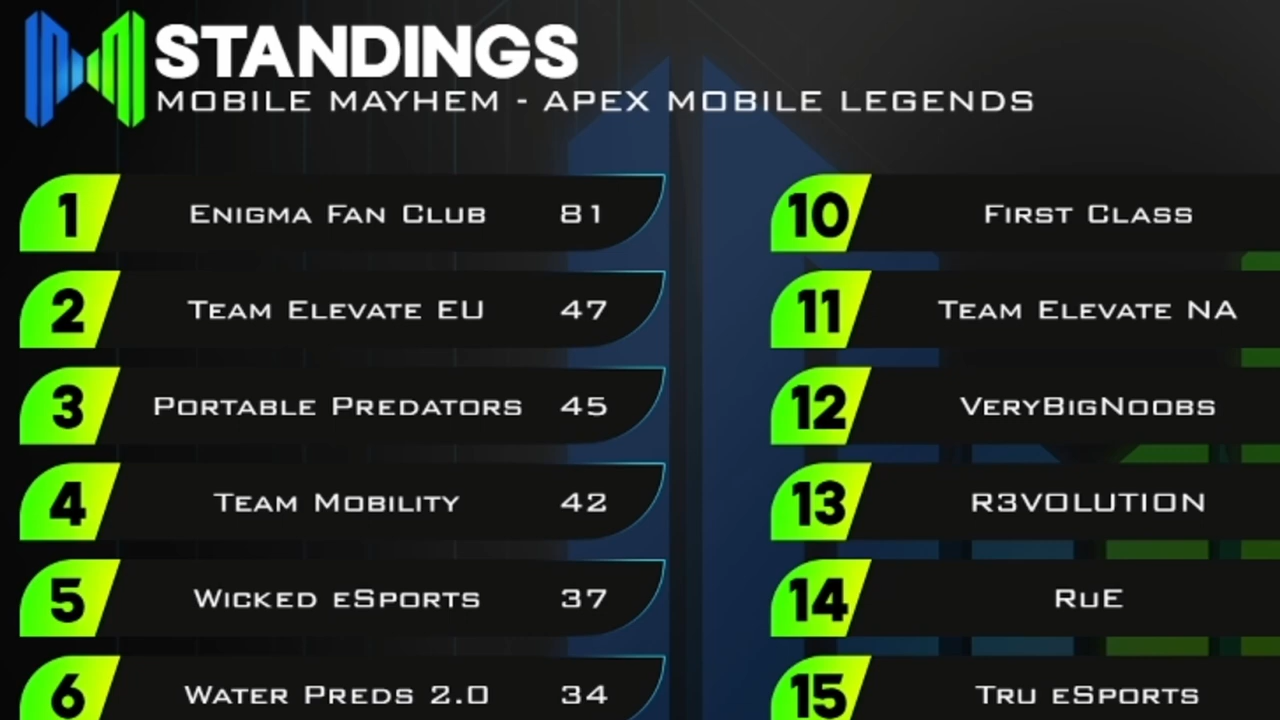 STANDINGS
MOBILE MAYHEM - APEX MOBILE LEGENDS
1 Enigma Fan Club 81
2 Team Elevate EU 47
3 Portable Predators 45
4 Team Mobility 42
5 Wicked eSports 37
6 Water Preds 2.0 34
10 First Class
11 Team Elevate NA
12 VeryBigNoobs
13 R3VOLUTION
14 RuE
15 Tru eSports